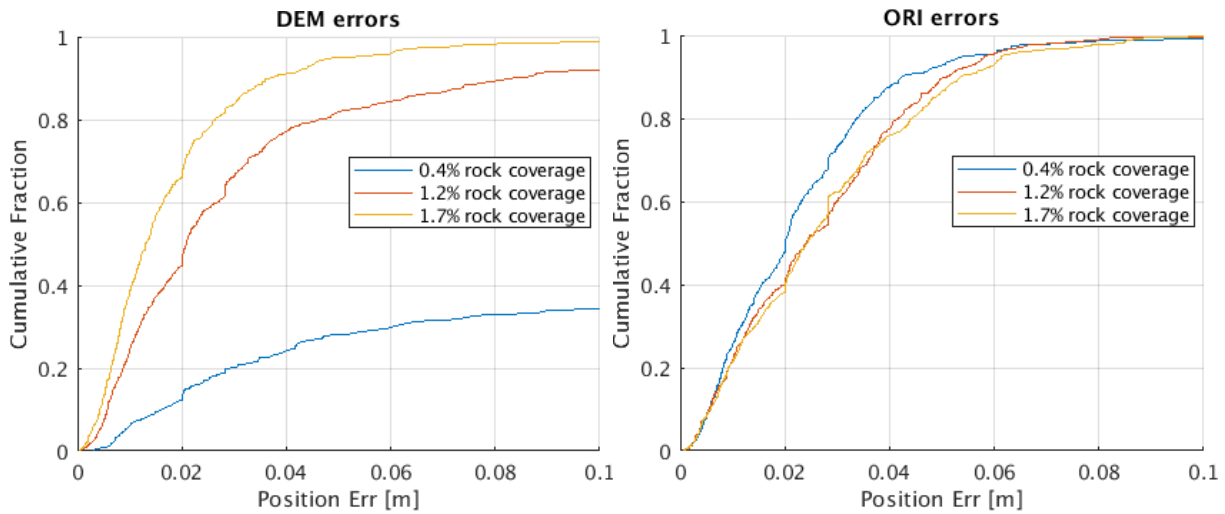 DEM errors
1
0.8
0.6
0.4
0.2
0
Cumulative Fraction
0.4% rock coverage
1.2% rock coverage
1.7% rock coverage
0
0.02
0.04
0.06
0.08
0.1
Position Err [m]
ORI errors
1
0.8
0.6
0.4
0.2
0
Cumulative Fraction
0.4% rock coverage
1.2% rock coverage
1.7% rock coverage
0
0.02
0.04
0.06
0.08
0.1
Position Err [m]